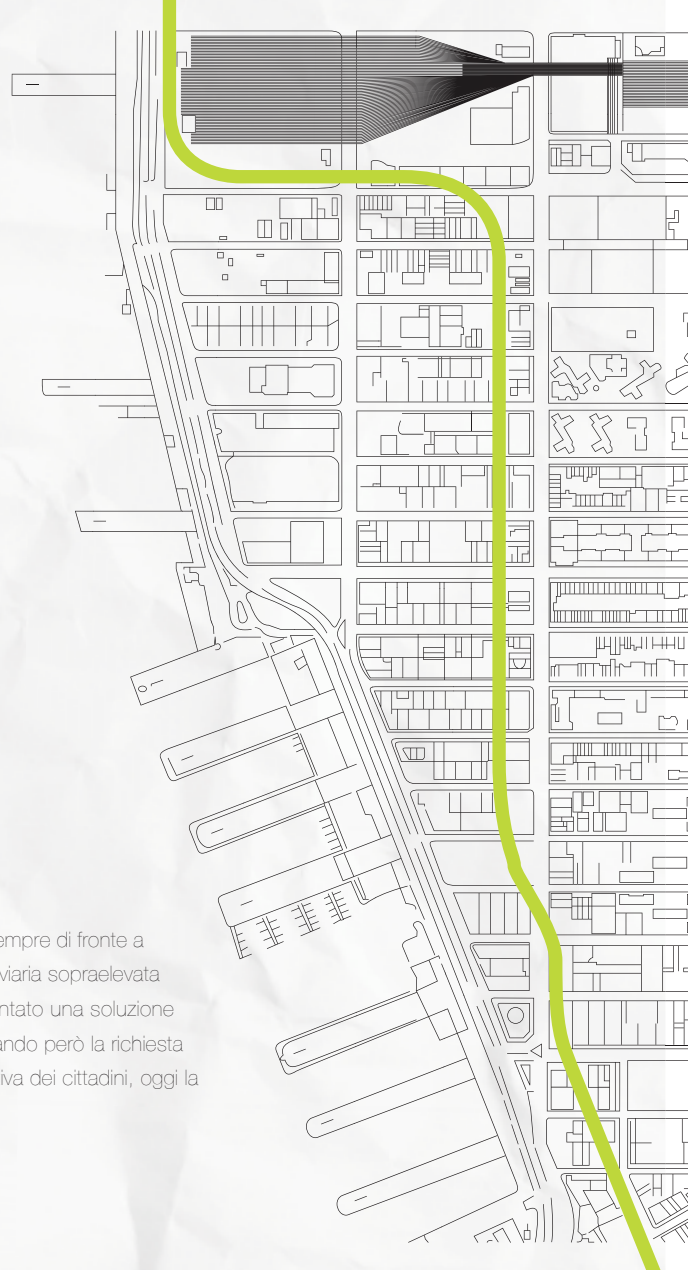 empre di fronte a
viaria sopraelevata
ntato una soluzione
ando però la richiesta
iva dei cittadini, oggi la